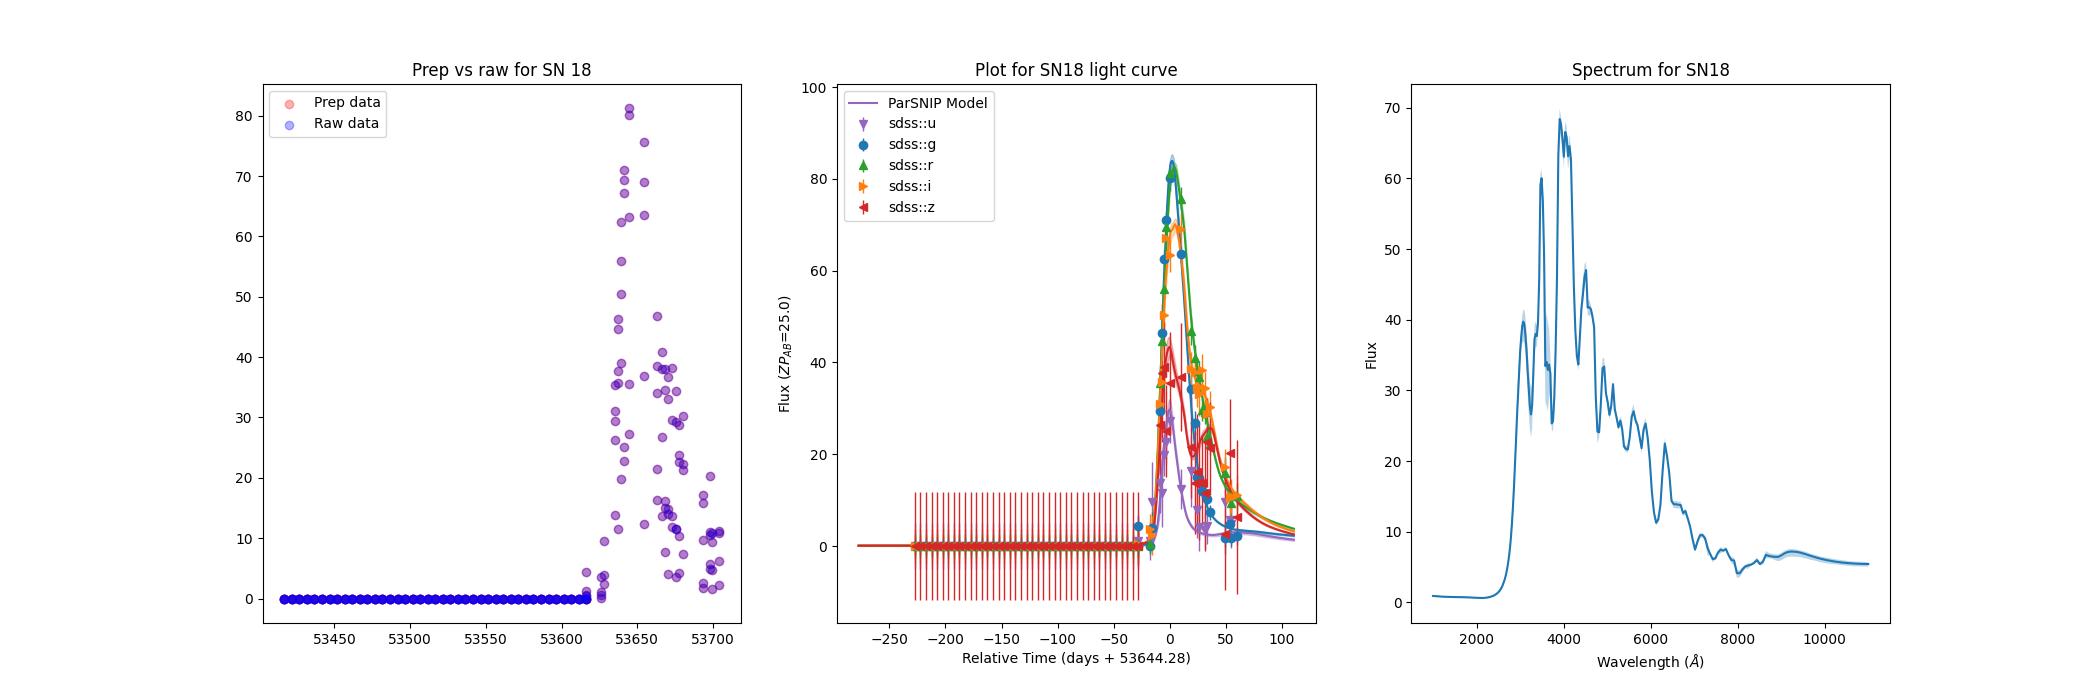 Prep vs raw for SN 18
Prep data
Raw data
80
70
60
50
40
30
20
10
0
53450
53500
53550
53600
53650
53700
Plot for SN18 light curve
ParSNIP Model
sdss::u
sdss::g
sdss::r
sdss::i
sdss::z
Flux (ZP_AB=25.0)
100
80
60
40
20
0
−250
−200
−150
−100
−50
0
50
100
Relative Time (days + 53644.28)
Spectrum for SN18
Flux
70
60
50
40
30
20
10
0
2000
4000
6000
8000
10000
Wavelength (Å)